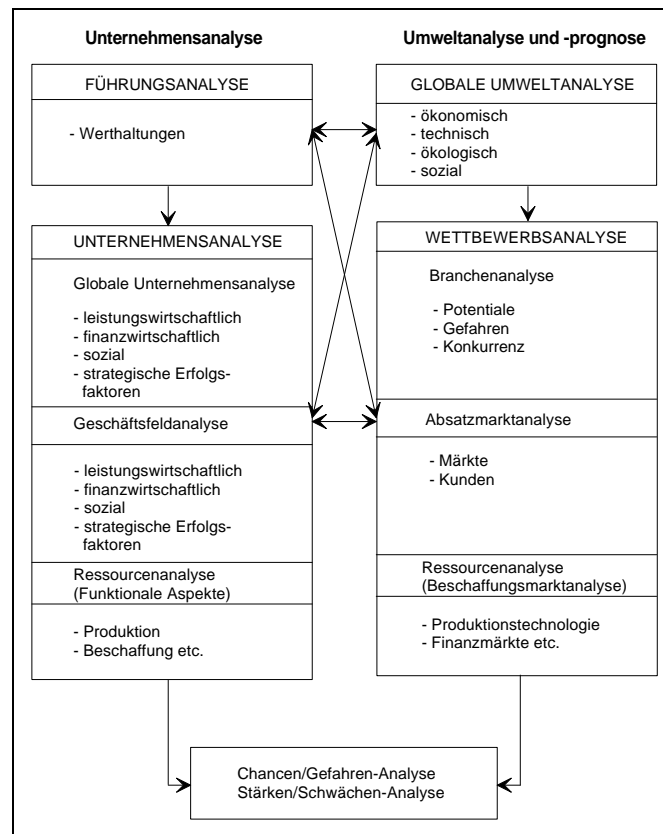 Unternehmensanalyse
FÜHRUNGSANALYSE
- Werthaltungen
UNTERNEHMENSANALYSE
Globale Unternehmensanalyse
- leistungswirtschaftlich
- finanzwirtschaftlich
- sozial
- strategische Erfolgs-
faktoren
Geschäftsfeldanalyse
- leistungswirtschaftlich
- finanzwirtschaftlich
- sozial
- strategische Erfolgs-
faktoren
Ressourcenanalyse
(Funktionale Aspekte)
- Produktion
- Beschaffung etc.
Umweltanalyse und -prognose
GLOBALE UMWELTANALYSE
- ökonomisch
- technisch
- ökologisch
- sozial
WETTBEWERBSANALYSE
Branchenanalyse
- Potentiale
- Gefahren
- Konkurrenz
Absatzmarktanalyse
- Märkte
- Kunden
Ressourcenanalyse
(Beschaffungsmarktanalyse)
- Produktionstechnologie
- Finanzmärkte etc.
Chancen/Gefahren-Analyse
Stärken/Schwächen-Analyse